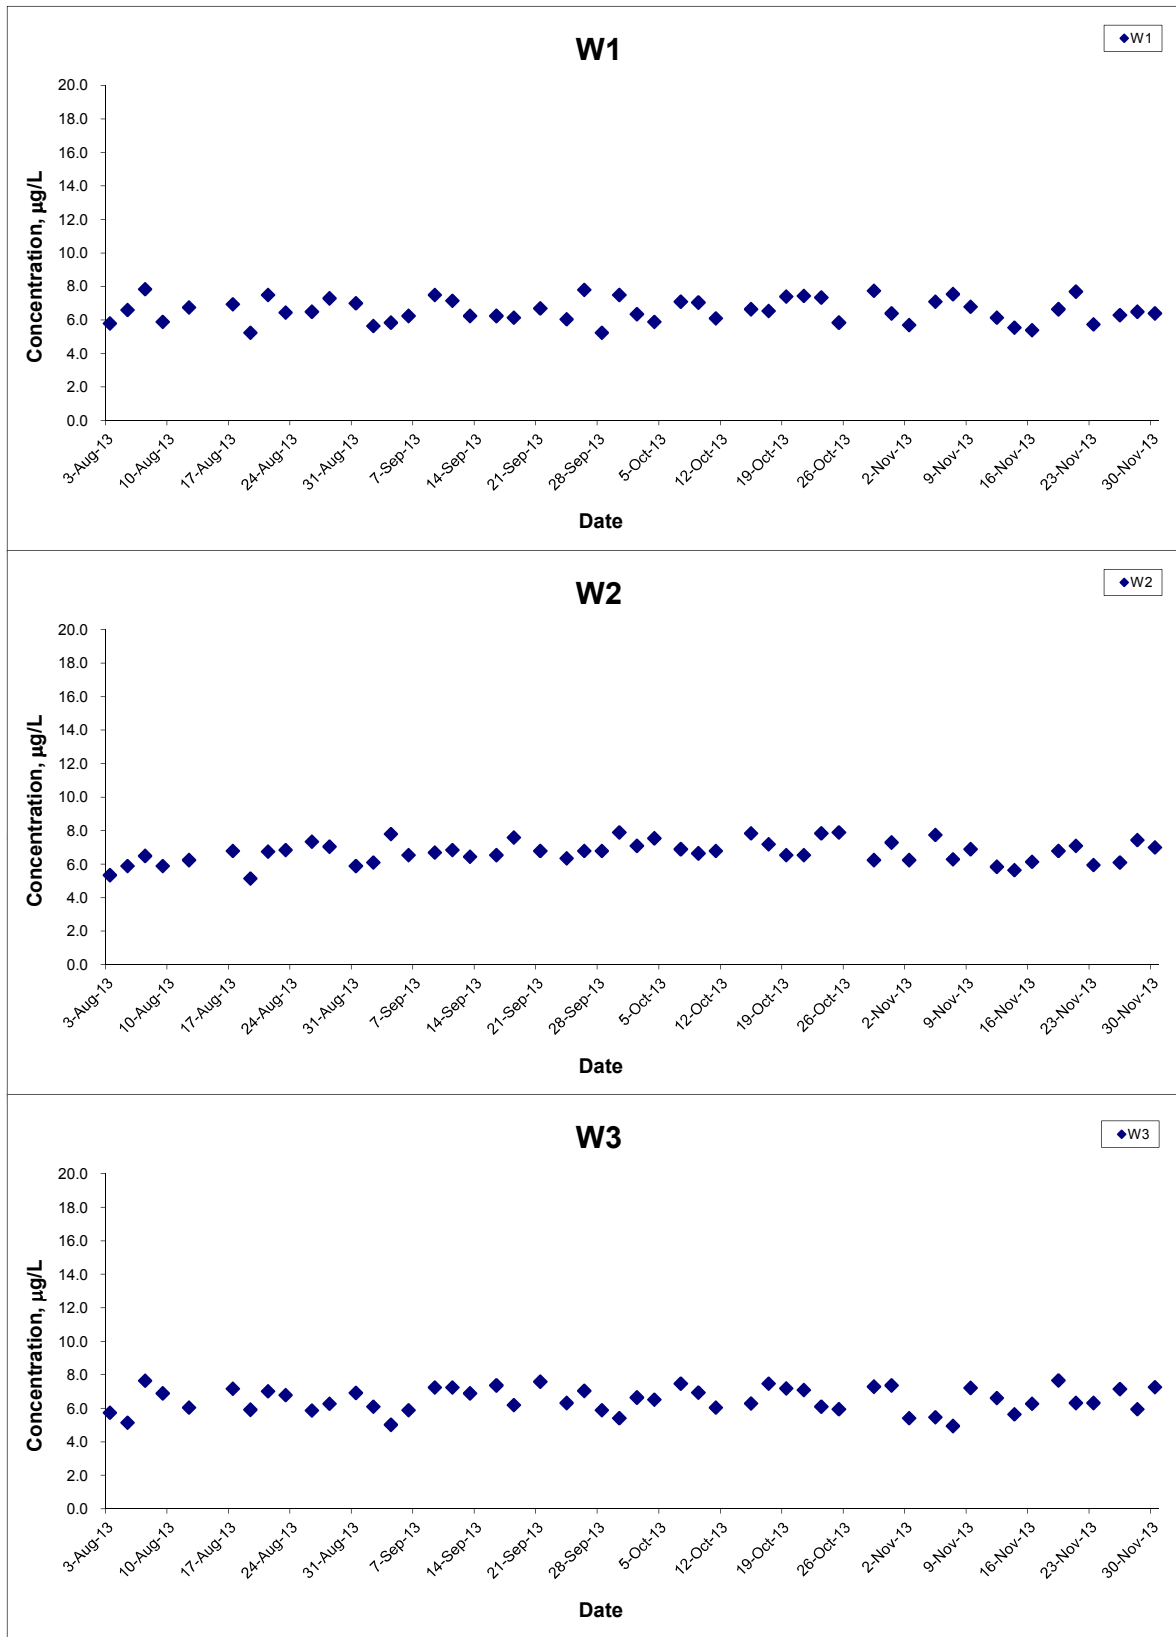 W1
W1
20.0
18.0
16.0
14.0
12.0
10.0
8.0
6.0
4.0
2.0
0.0
Concentration, µg/L
3-Aug-13 10-Aug-13 17-Aug-13 24-Aug-13 31-Aug-13 7-Sep-13 14-Sep-13 21-Sep-13 28-Sep-13 5-Oct-13 12-Oct-13 19-Oct-13 26-Oct-13 2-Nov-13 9-Nov-13 16-Nov-13 23-Nov-13 30-Nov-13
Date
W2
W2
20.0
18.0
16.0
14.0
12.0
10.0
8.0
6.0
4.0
2.0
0.0
Concentration, µg/L
3-Aug-13 10-Aug-13 17-Aug-13 24-Aug-13 31-Aug-13 7-Sep-13 14-Sep-13 21-Sep-13 28-Sep-13 5-Oct-13 12-Oct-13 19-Oct-13 26-Oct-13 2-Nov-13 9-Nov-13 16-Nov-13 23-Nov-13 30-Nov-13
Date
W3
W3
20.0
18.0
16.0
14.0
12.0
10.0
8.0
6.0
4.0
2.0
0.0
Concentration, µg/L
3-Aug-13 10-Aug-13 17-Aug-13 24-Aug-13 31-Aug-13 7-Sep-13 14-Sep-13 21-Sep-13 28-Sep-13 5-Oct-13 12-Oct-13 19-Oct-13 26-Oct-13 2-Nov-13 9-Nov-13 16-Nov-13 23-Nov-13 30-Nov-13
Date